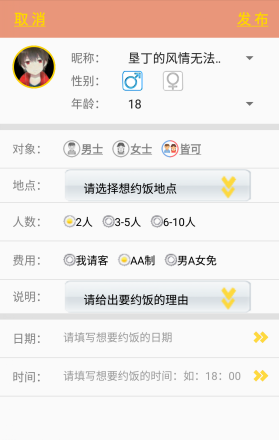 取消 发布
昵称： 垦丁的风情无法..
性别：
年龄： 18
对象： 男士 女士 皆可
地点： 请选择想约饭地点
人数： 2人 3-5人 6-10人
费用： 我请客 AA制 男A女免
说明： 请给出要约饭的理由
日期： 请填写想要约饭的日期
时间： 请填写想要约饭的时间：如：18：00